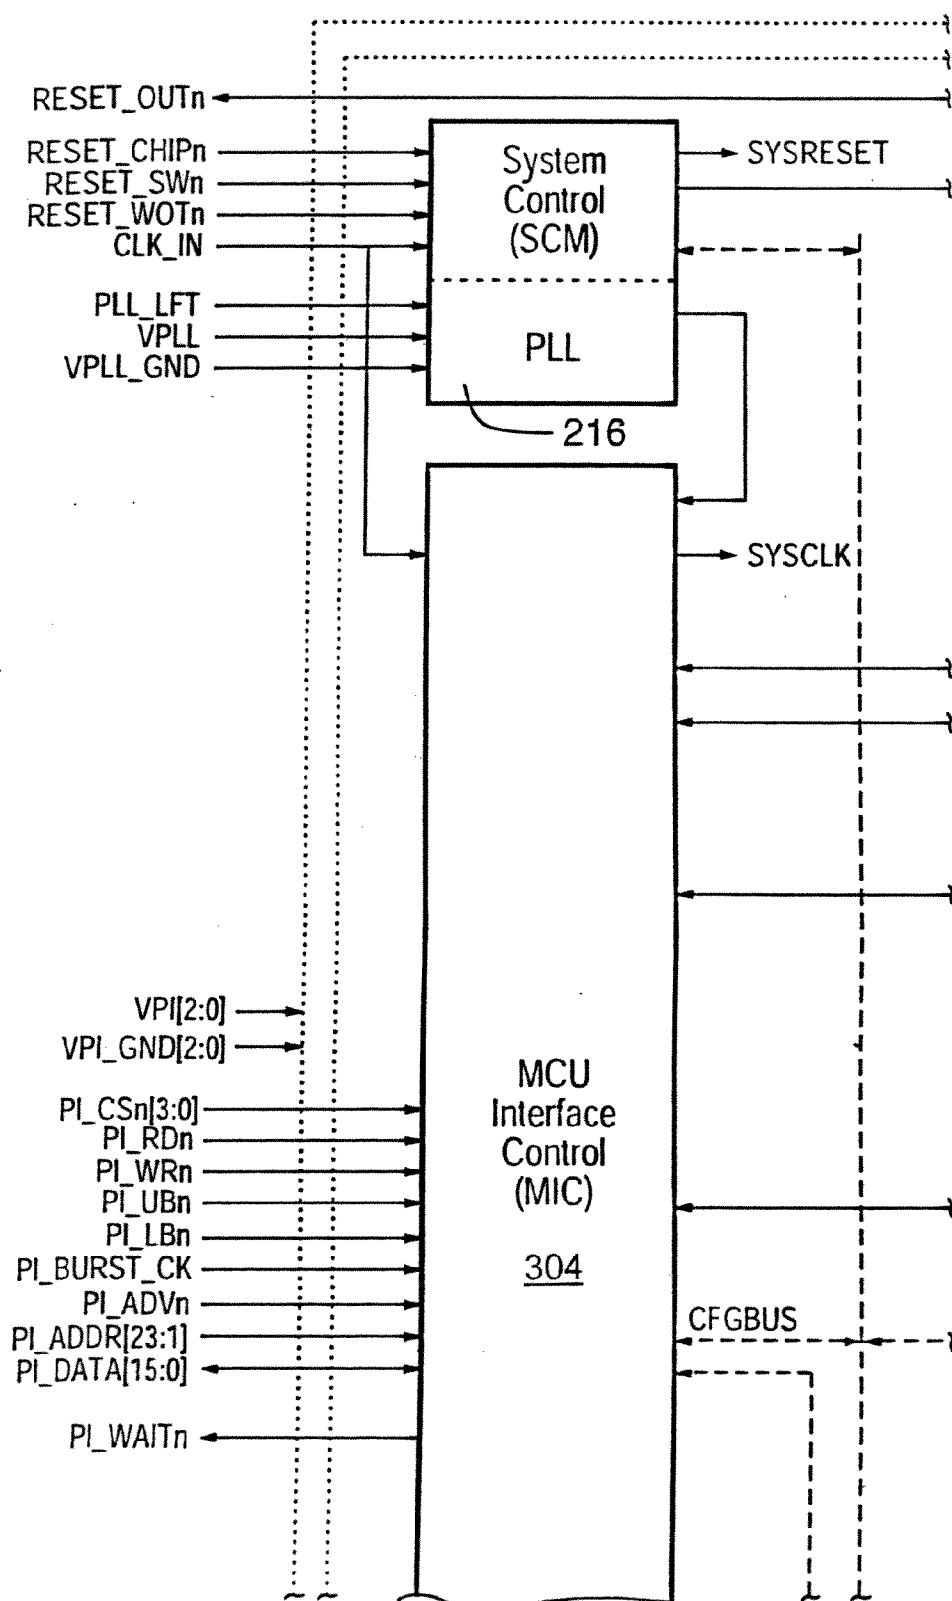 RESET_OUTn
RESET_CHIPn
RESET_SWn
RESET_WOTn
CLK_IN
PLL_LFT
VPLL
VPLL_GND
System
Control
(SCM)
PLL
216
SYSRESET
SYSCLK
VPI[2:0]
VPI_GND[2:0]
PI_CSn[3:0]
PI_RDn
PI_WRn
PI_UBn
PI_LBn
PI_BURST_CK
PI_ADVn
PI_ADDR[23:1]
PI_DATA[15:0]
PI_WAITn
MCU
Interface
Control
(MIC)
304
CFGBUS